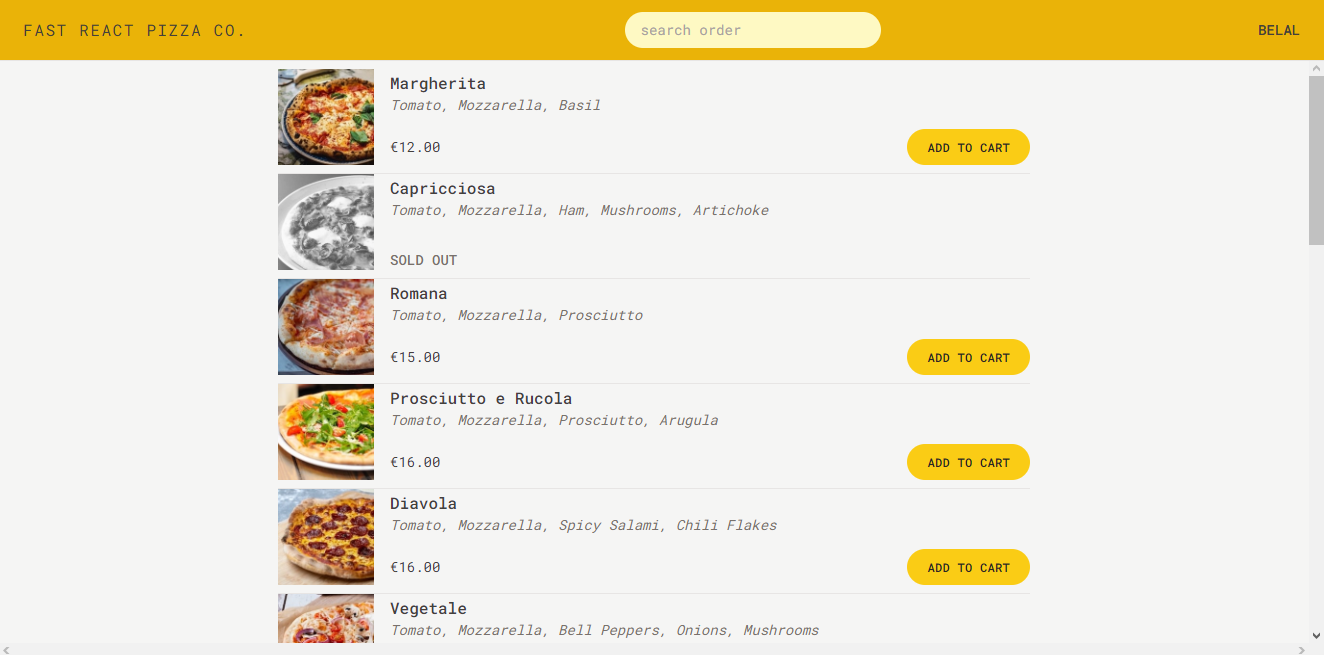 FAST REACT PIZZA CO.
search order
BELAL
Margherita
Tomato, Mozzarella, Basil
€12.00
ADD TO CART
Capricciosa
Tomato, Mozzarella, Ham, Mushrooms, Artichoke
SOLD OUT
Romana
Tomato, Mozzarella, Prosciutto
€15.00
ADD TO CART
Prosciutto e Rucola
Tomato, Mozzarella, Prosciutto, Arugula
€16.00
ADD TO CART
Diavola
Tomato, Mozzarella, Spicy Salami, Chili Flakes
€16.00
ADD TO CART
Vegetale
Tomato, Mozzarella, Bell Peppers, Onions, Mushrooms